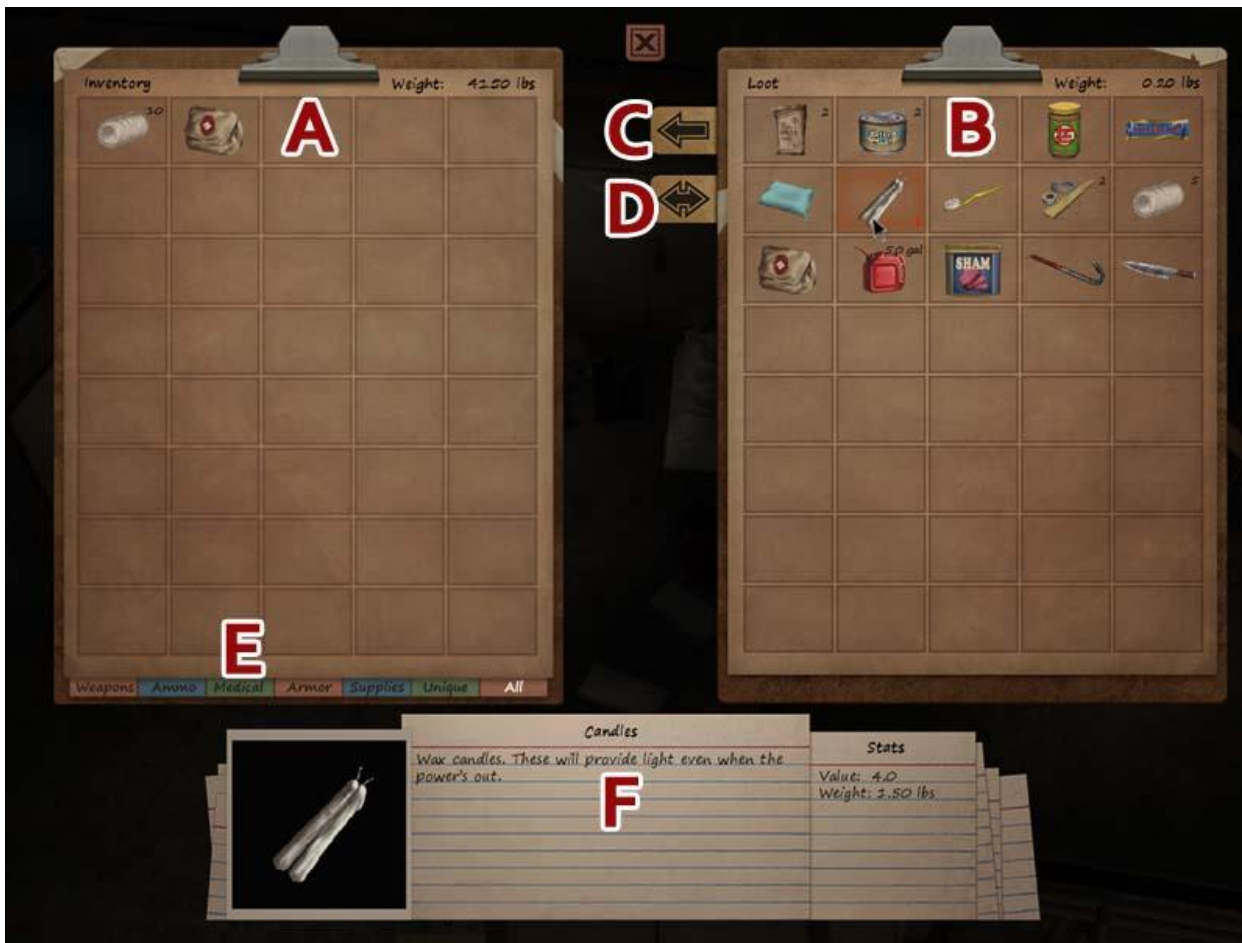 Inventory
Weight: 41.50 lbs
Loot
Weight: 0.20 lbs
A
B
C
D
10
2
2
2
5
5.0 gal
SHAM
E
Weapons
Ammo
Medical
Armor
Supplies
Unique
All
Candles
Wax candles. These will provide light even when the
power's out.
F
Stats
Value: 4.0
Weight: 1.50 lbs